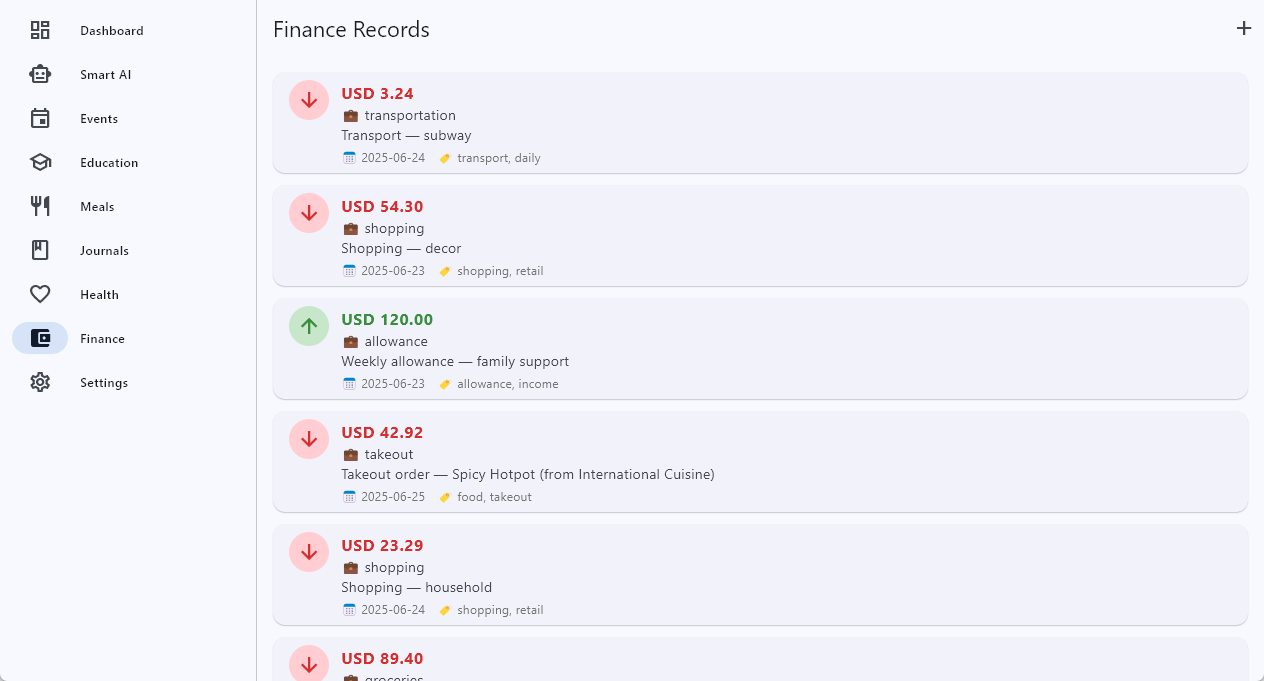 Dashboard
Smart AI
Events
Education
Meals
Journals
Health
Finance
Settings
Finance Records
USD 3.24
transportation
Transport — subway
2025-06-24 transport, daily
USD 54.30
shopping
Shopping — decor
2025-06-23 shopping, retail
USD 120.00
allowance
Weekly allowance — family support
2025-06-23 allowance, income
USD 42.92
takeout
Takeout order — Spicy Hotpot (from International Cuisine)
2025-06-25 food, takeout
USD 23.29
shopping
Shopping — household
2025-06-24 shopping, retail
USD 89.40
groceries